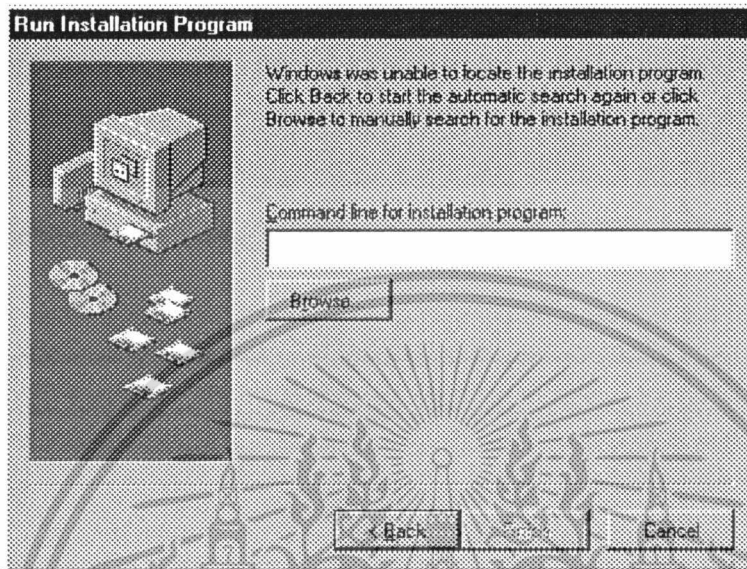 Run Installation Program
Windows was unable to locate the installation program.
Click Back to start the automatic search again or click
Browse to manually search for the installation program.
Command line for installation program:
Browse...
< Back
Finish
Cancel